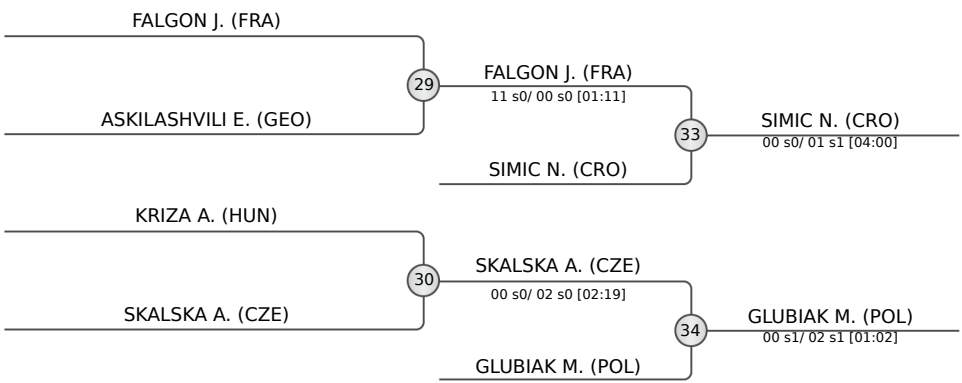 FALGON J. (FRA)
29
FALGON J. (FRA)
11 s0/ 00 s0 [01:11]
ASKILASHVILI E. (GEO)
33
SIMIC N. (CRO)
00 s0/ 01 s1 [04:00]
SIMIC N. (CRO)
KRIZA A. (HUN)
30
SKALSKA A. (CZE)
00 s0/ 02 s0 [02:19]
SKALSKA A. (CZE)
34
GLUBIAK M. (POL)
00 s1/ 02 s1 [01:02]
GLUBIAK M. (POL)